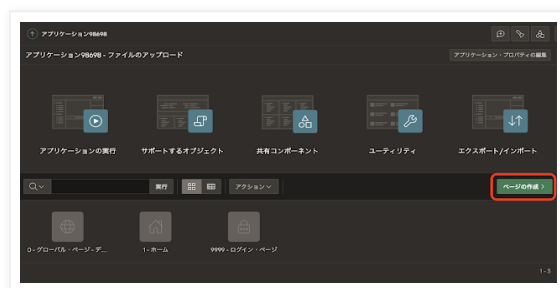 アプリケーション98698
アプリケーション98698 - ファイルのアップロード
アプリケーション・プロパティの編集
アプリケーションの実行
サポートするオブジェクト
共有コンポーネント
ユーティリティ
エクスポート/インポート
実行
アクション
ページの作成
0 - グローバル・ページ - デ...
1 - ホーム
9999 - ログイン・ページ
1 - 3